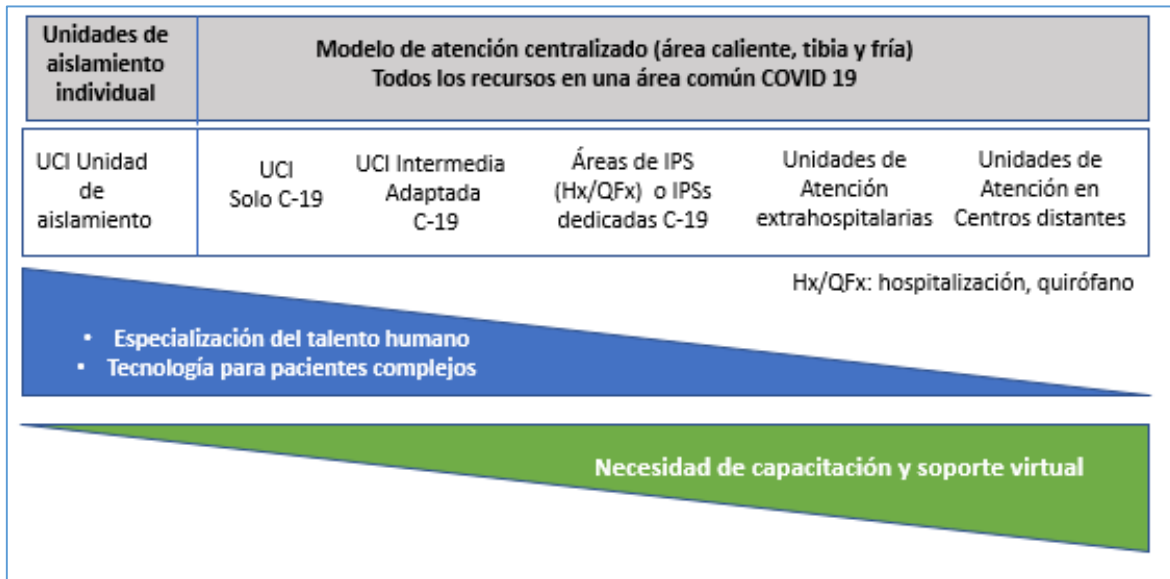 Unidades de
aislamiento
individual
Modelo de atención centralizado (área caliente, tibia y fría)
Todos los recursos en una área común COVID 19
UCI Unidad
de
aislamiento
UCI
Solo C-19
UCI Intermedia
Adaptada
C-19
Áreas de IPS
(Hx/QFx) o IPSs
dedicadas C-19
Unidades de
Atención
extrahospitalarias
Unidades de
Atención en
Centros distantes
Hx/QFx: hospitalización, quirófano
• Especialización del talento humano
• Tecnología para pacientes complejos
Necesidad de capacitación y soporte virtual